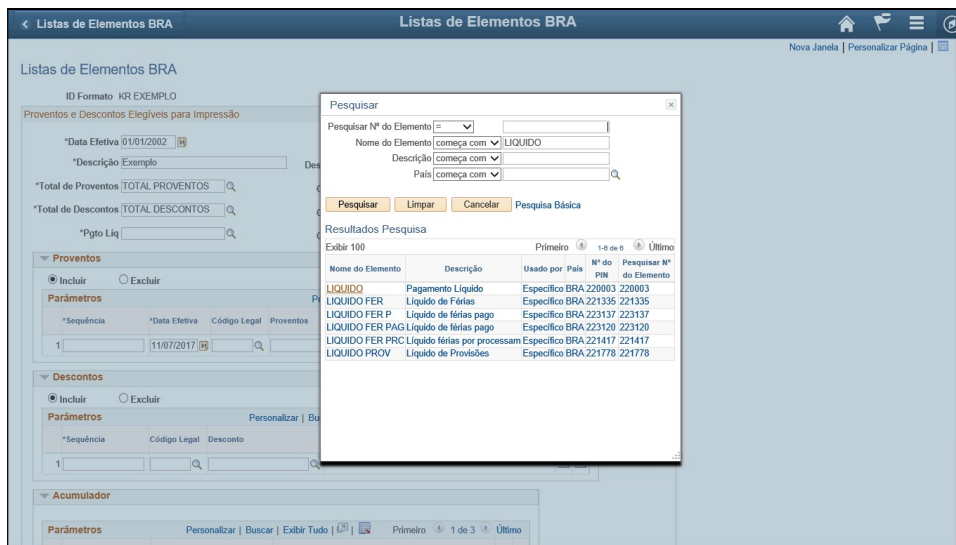 Listas de Elementos BRA
Listas de Elementos BRA
Nova Janela | Personalizar Página |
Listas de Elementos BRA
ID Formato KR EXEMPLO
Proventos e Descontos Elegíveis para Impressão
*Data Efetiva 01/01/2002
*Descrição Exemplo
*Total de Proventos TOTAL PROVENTOS
*Total de Descontos TOTAL DESCONTOS
*Pgto Liq
Proventos
Incluir Excluir
Parâmetros
*Sequência *Data Efetiva Código Legal Proventos
1 11/07/2017
Descontos
Incluir Excluir
Parâmetros Personalizar |
*Sequência Código Legal Desconto
1
Acumulador
Parâmetros Personalizar | Buscar | Exibir Tudo | Primeiro 1 de 3 Último
Pesquisar
Pesquisar Nº do Elemento =
Nome do Elemento começa com LIQUIDO
Descrição começa com
País começa com
Pesquisar Limpar Cancelar Pesquisa Básica
Resultados Pesquisa
Exibir 100 Primeiro 1-6 de 6 Último
Nome do Elemento Descrição Usado por País Nº do PIN Pesquisar Nº do Elemento
LIQUIDO Pagamento Líquido Específico BRA 220003 220003
LIQUIDO FER Líquido de Férias Específico BRA 221335 221335
LIQUIDO FER P Líquido de férias pago Específico BRA 223137 223137
LIQUIDO FER PAG Líquido de férias pago Específico BRA 223120 223120
LIQUIDO FER PRC Líquido férias por processam Específico BRA 221417 221417
LIQUIDO PROV Líquido de Provisões Específico BRA 221778 221778